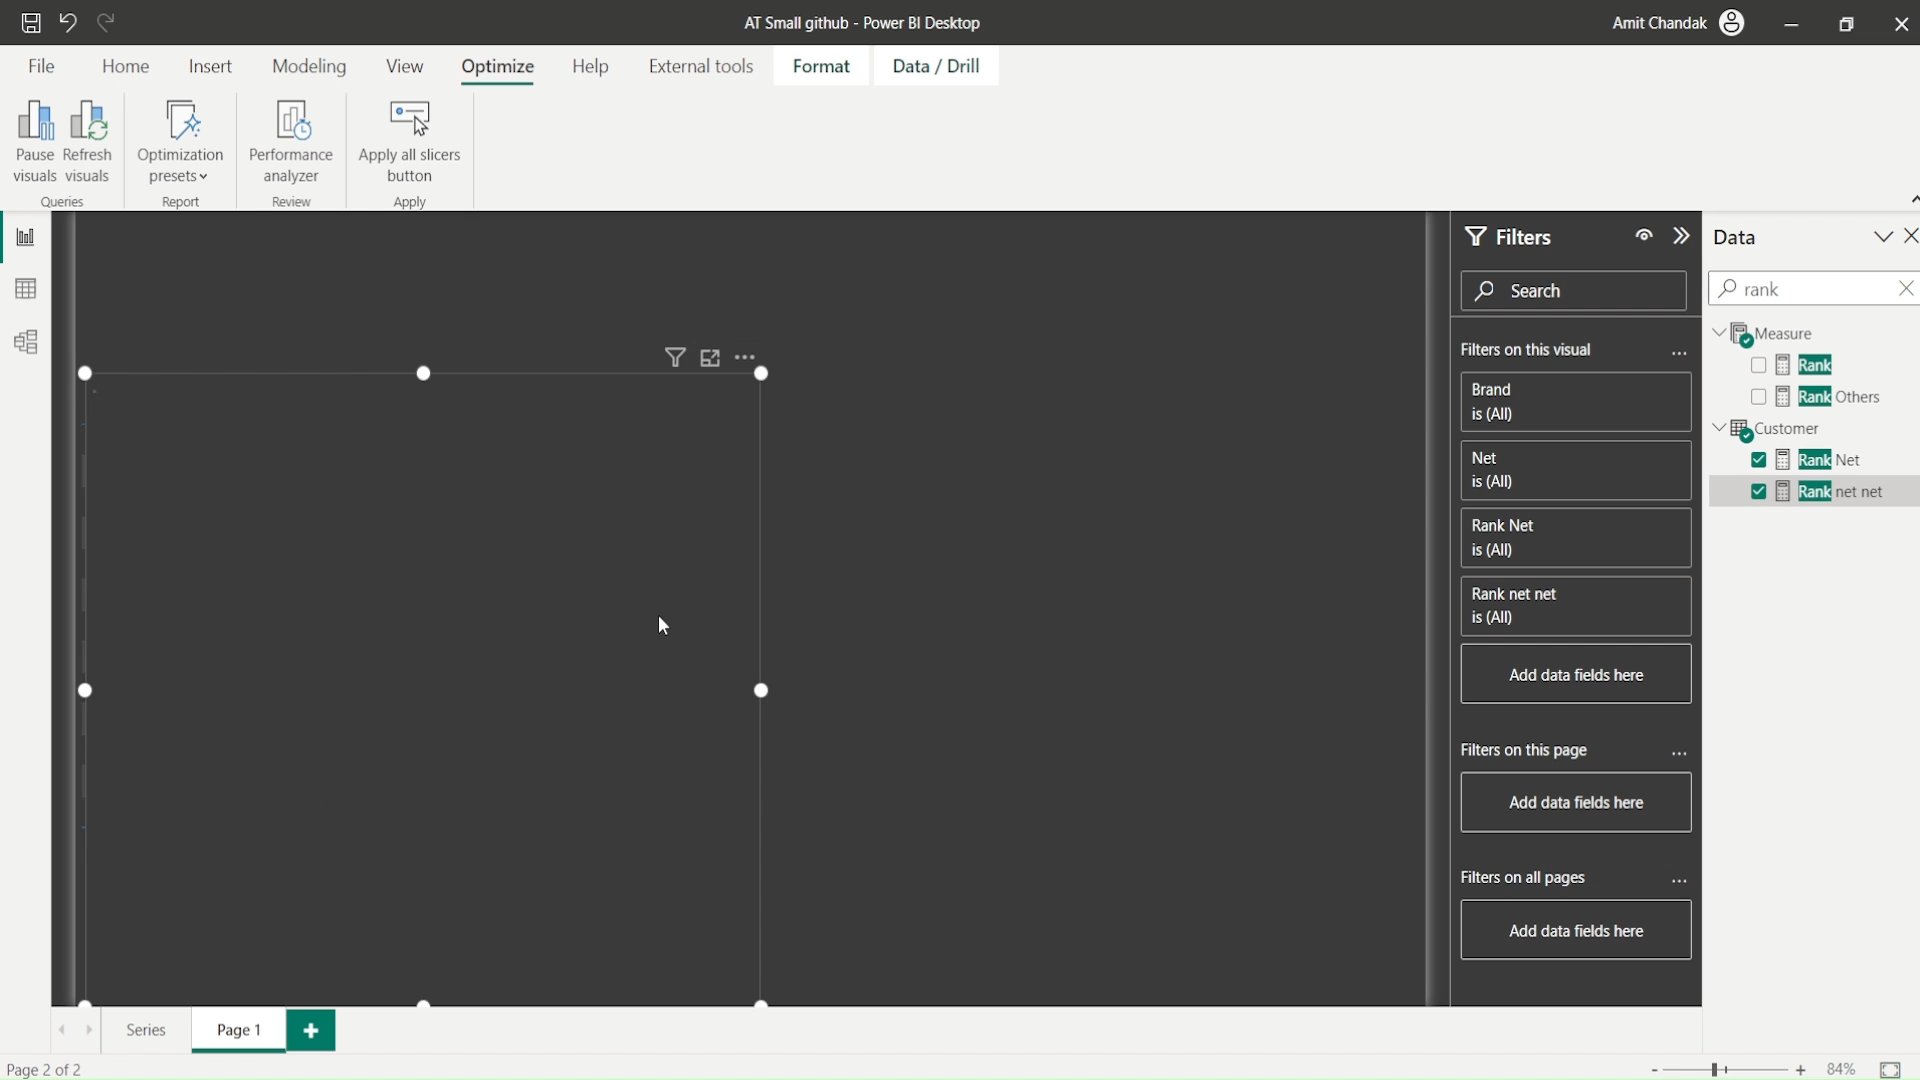 AT Small github - Power BI Desktop
Amit Chandak
File Home Insert Modeling View Optimize Help External tools Format Data / Drill
Pause visuals
Refresh visuals
Optimization presets
Performance analyzer
Apply all slicers button
Queries Report Review Apply
Filters
Search
Filters on this visual ...
Brand
is (All)
Net
is (All)
Rank Net
is (All)
Rank net net
is (All)
Add data fields here
Filters on this page ...
Add data fields here
Filters on all pages ...
Add data fields here
Data
rank
Measure
Rank
Rank Others
Customer
Rank Net
Rank net net
Series Page 1 +
Page 2 of 2
- + 84%